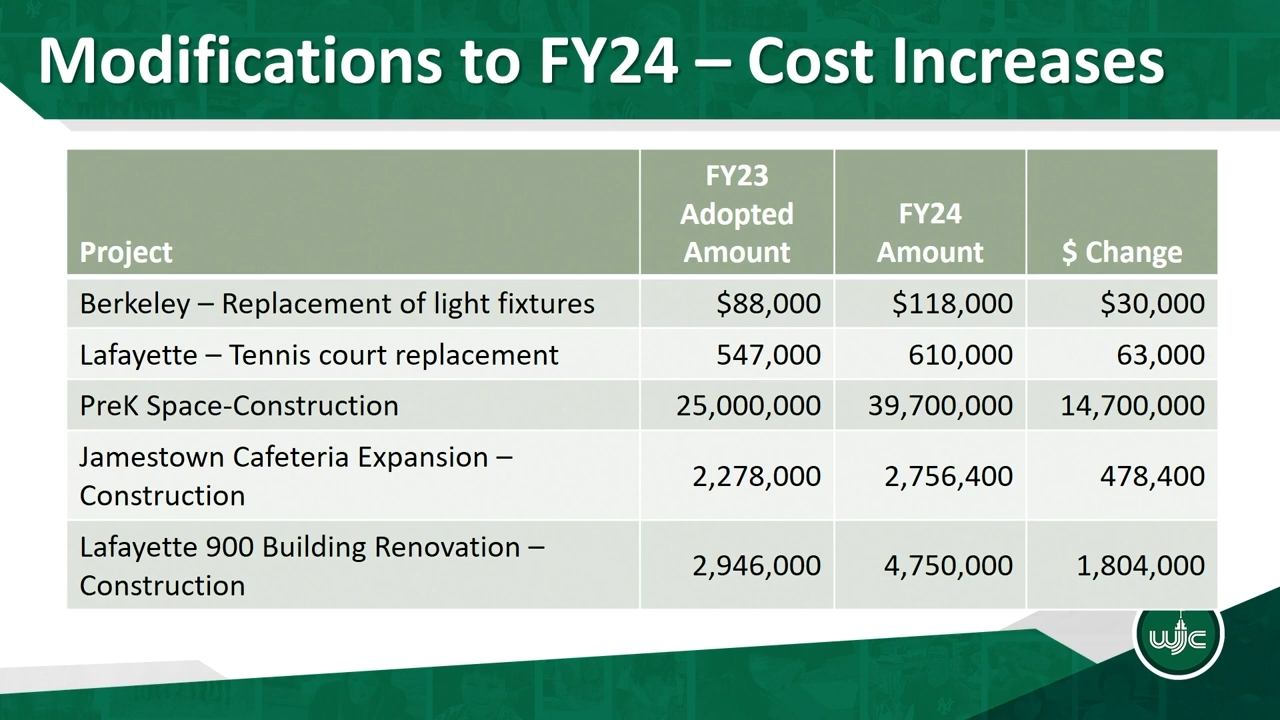 Modifications to FY24 – Cost Increases
FY23
Adopted
Amount
FY24
Amount
Project
$ Change
Berkeley – Replacement of light fixtures $88,000 $118,000 $30,000
Lafayette – Tennis court replacement 547,000 610,000 63,000
PreK Space-Construction 25,000,000 39,700,000 14,700,000
Jamestown Cafeteria Expansion –
Construction 2,278,000 2,756,400 478,400
Lafayette 900 Building Renovation –
Construction 2,946,000 4,750,000 1,804,000
wjc